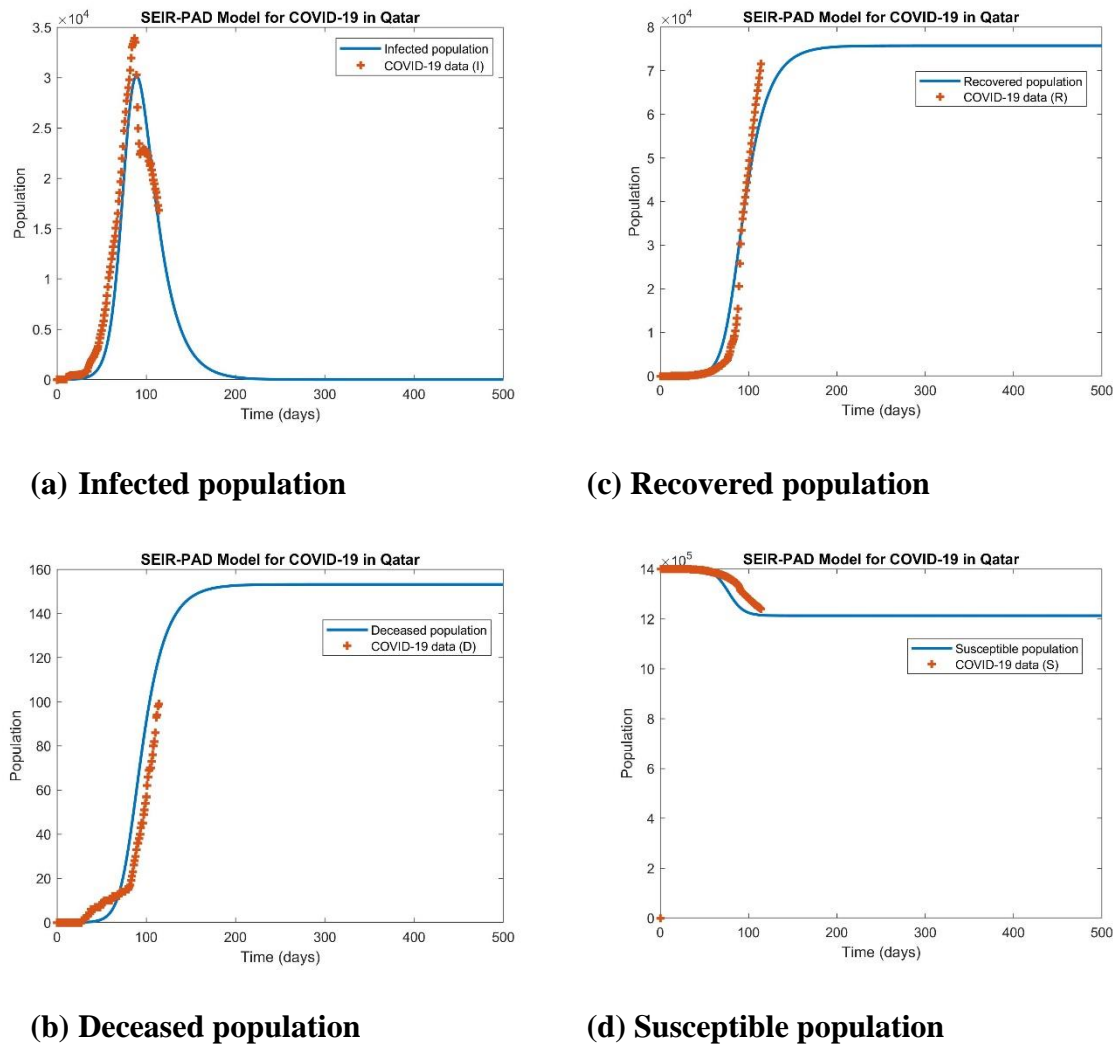 SEIR-PAD Model for COVID-19 in Qatar
×10⁴
3.5
3
2.5
2
1.5
1
0.5
0
Population
Infected population
COVID-19 data (I)
0 100 200 300 400 500
Time (days)
(a) Infected population
SEIR-PAD Model for COVID-19 in Qatar
×10⁴
8
7
6
5
4
3
2
1
0
Population
Recovered population
COVID-19 data (R)
0 100 200 300 400 500
Time (days)
(c) Recovered population
SEIR-PAD Model for COVID-19 in Qatar
160
140
120
100
80
60
40
20
0
Population
Deceased population
COVID-19 data (D)
0 100 200 300 400 500
Time (days)
(b) Deceased population
SEIR-PAD Model for COVID-19 in Qatar
×10⁵
14
12
10
8
6
4
2
0
Population
Susceptible population
COVID-19 data (S)
0 100 200 300 400 500
Time (days)
(d) Susceptible population